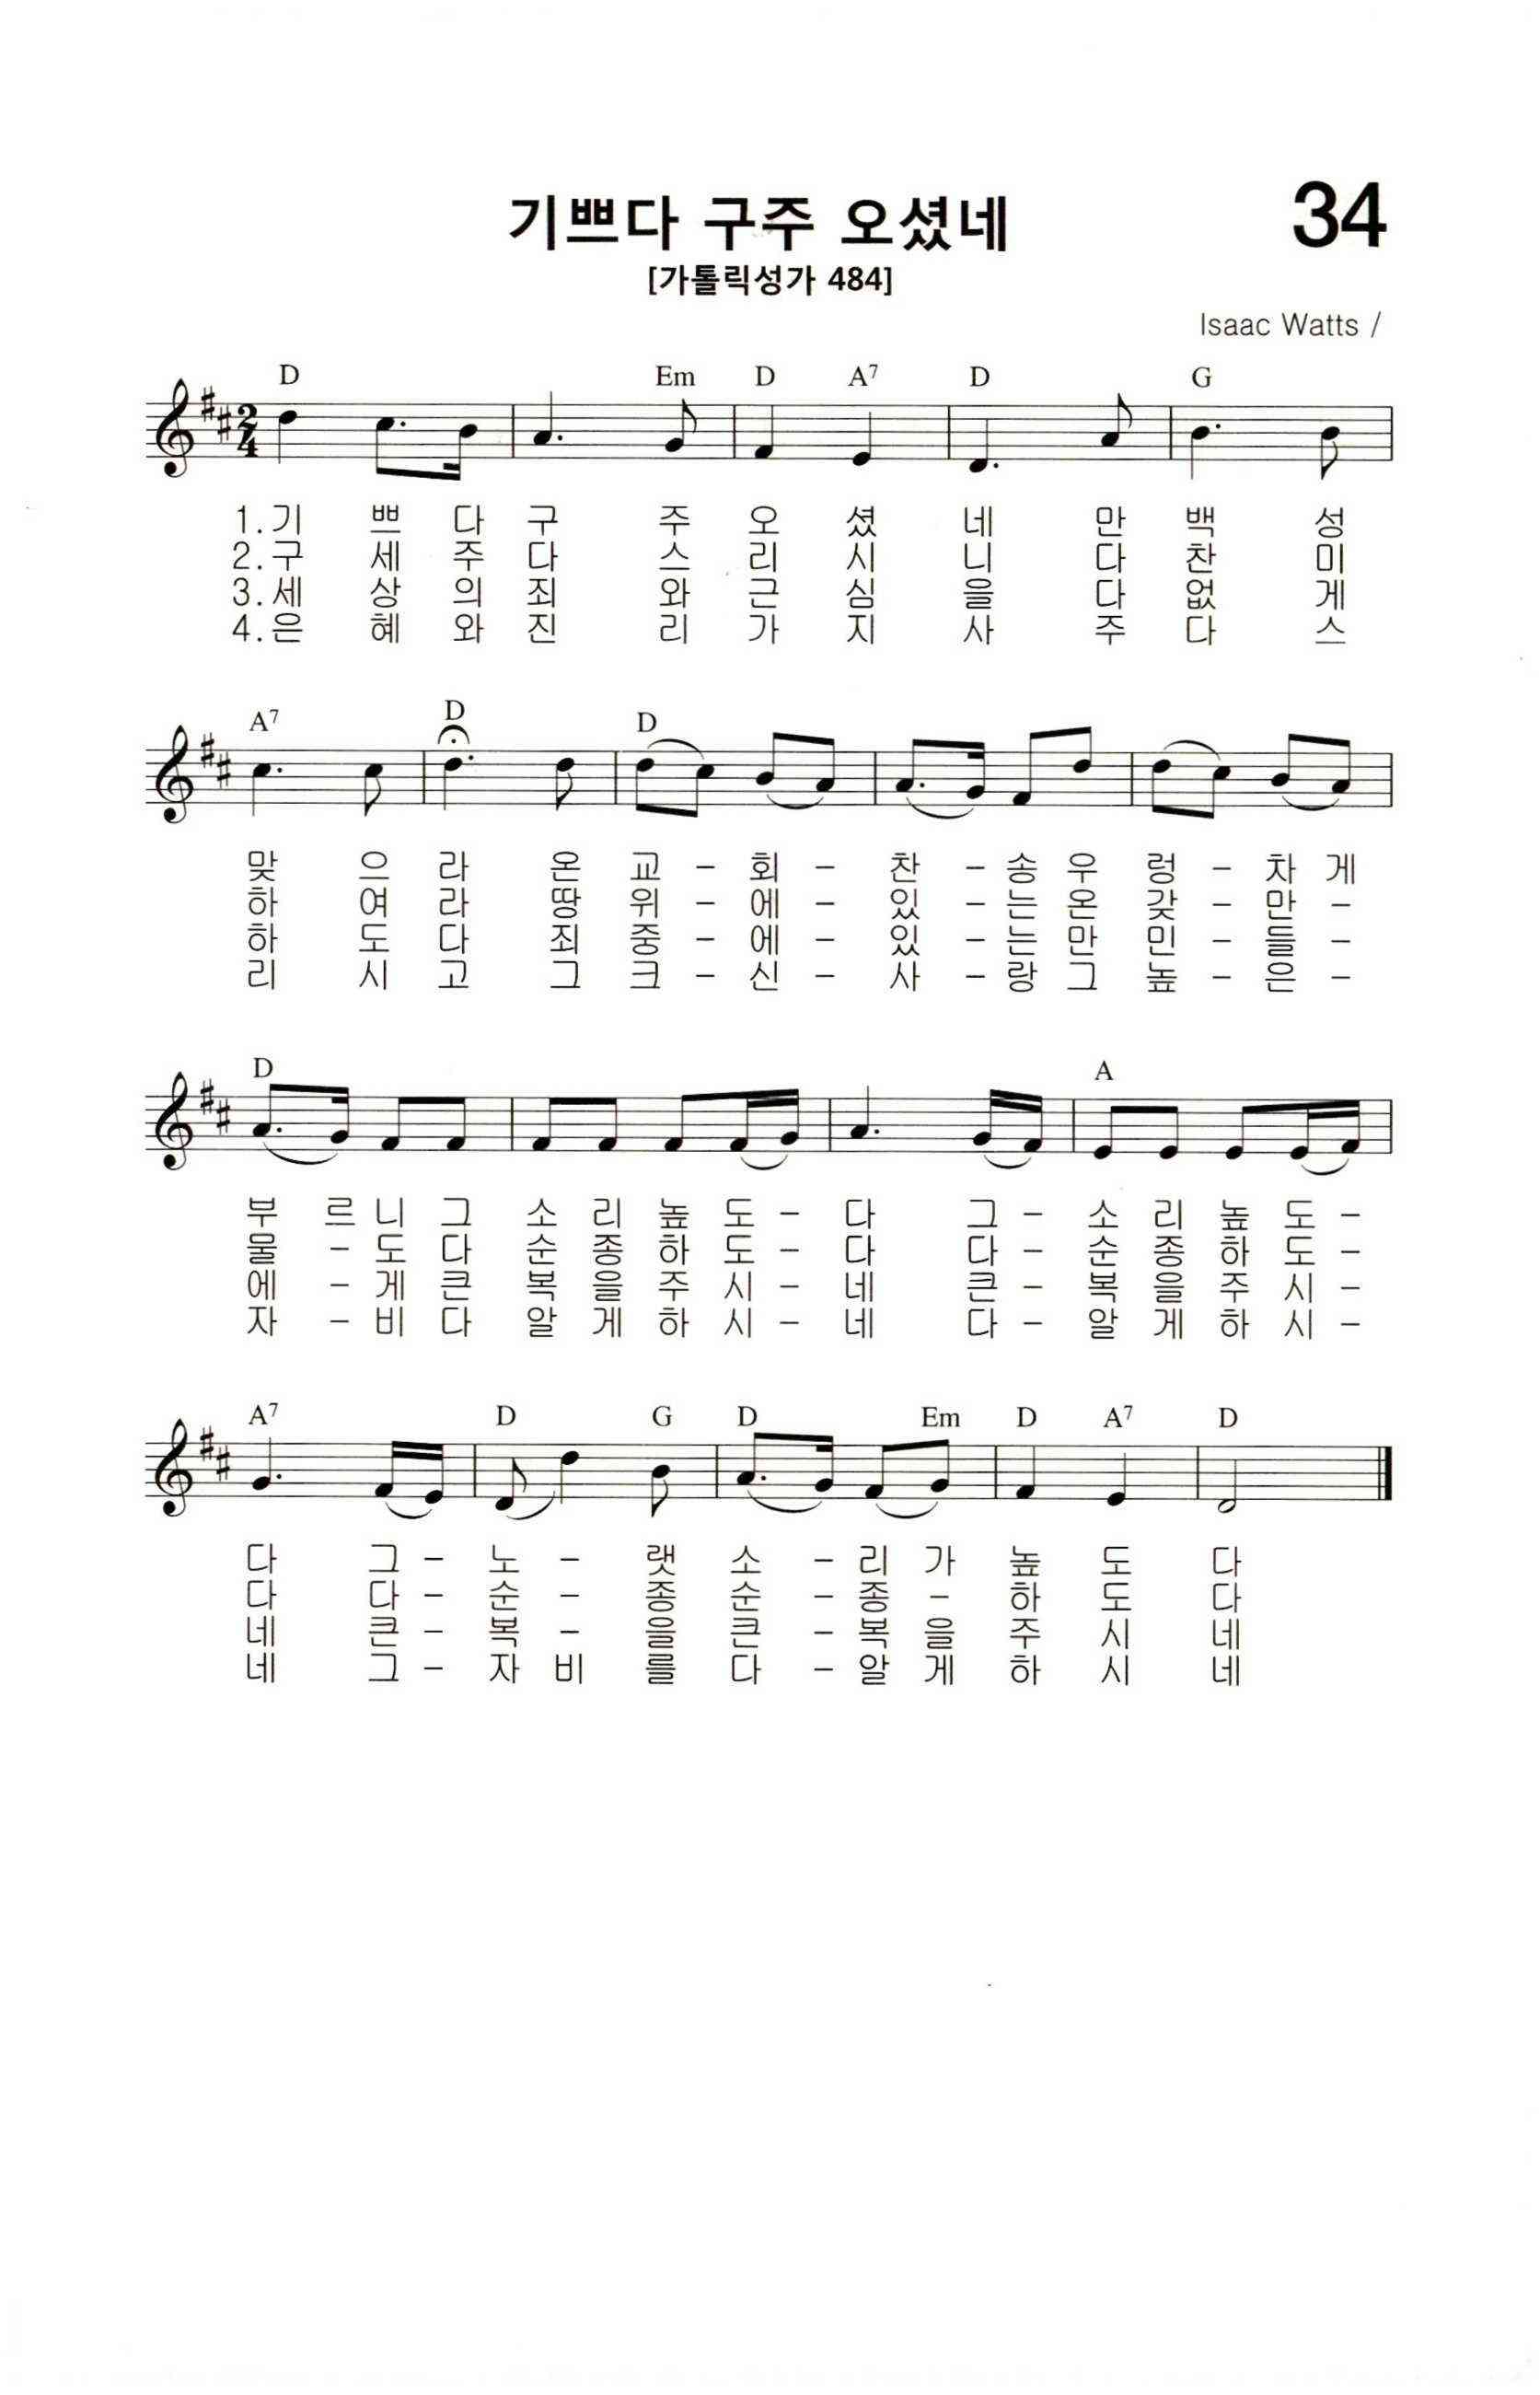 기쁘다 구주 오셨네
34
[가톨릭성가 484]
Isaac Watts /
D Em D A7 D G
1.기 쁘 다 구 주 오 셨 네 만 백 성
2.구 세 주 다 스 리 시 니 다 찬 미
3.세 상 의 죄 와 근 심 을 다 없 게
4.은 혜 와 진 리 가 지 사 주 다 스
A7 D D
맞 으 라 온 교 - 회 - 찬 - 송 우 렁 - 차 게
하 여 라 땅 위 - 에 - 있 - 는 온 갖 - 만 -
하 도 다 죄 중 - 에 - 있 - 는 만 민 - 들 -
리 시 고 그 크 - 신 - 사 - 랑 그 높 - 은 -
D A
부 르 니 그 소 리 높 도 - 다 그 - 소 리 높 도 -
물 - 도 다 순 종 하 도 - 다 다 - 순 종 하 도 -
에 - 게 큰 복 을 주 시 - 네 큰 - 복 을 주 시 -
자 - 비 다 알 게 하 시 - 네 다 - 알 게 하 시 -
A7 D G D Em D A7 D
다 그 - 노 - 랫 소 - 리 가 높 도 다
다 다 - 순 - 종 순 - 종 - 하 도 다
네 큰 - 복 - 을 큰 - 복 을 주 시 네
네 그 - 자 비 를 다 - 알 게 하 시 네